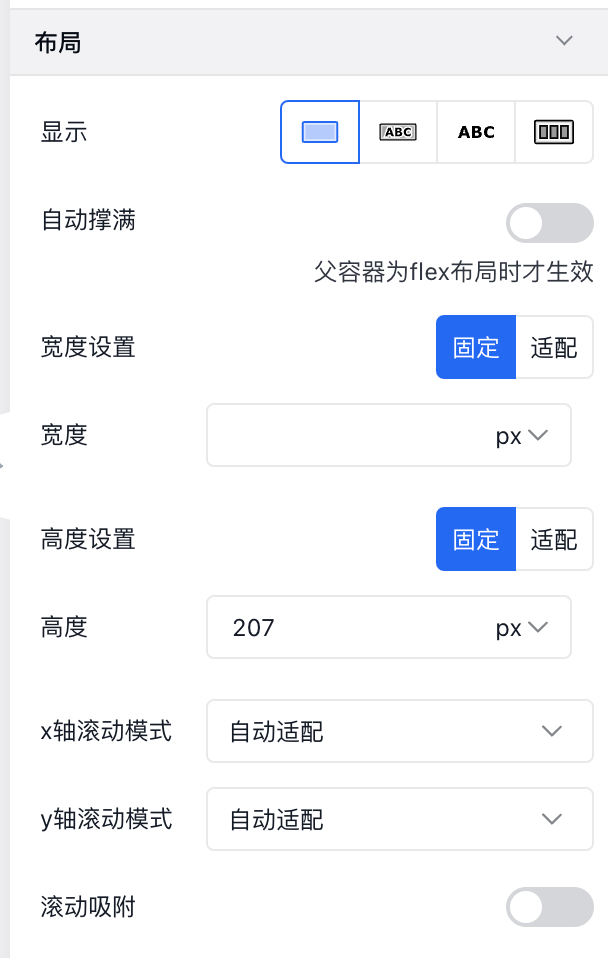 布局
显示 ABC ABC
自动撑满
父容器为flex布局时才生效
宽度设置 固定 适配
宽度 px
高度设置 固定 适配
高度 207 px
x轴滚动模式 自动适配
y轴滚动模式 自动适配
滚动吸附